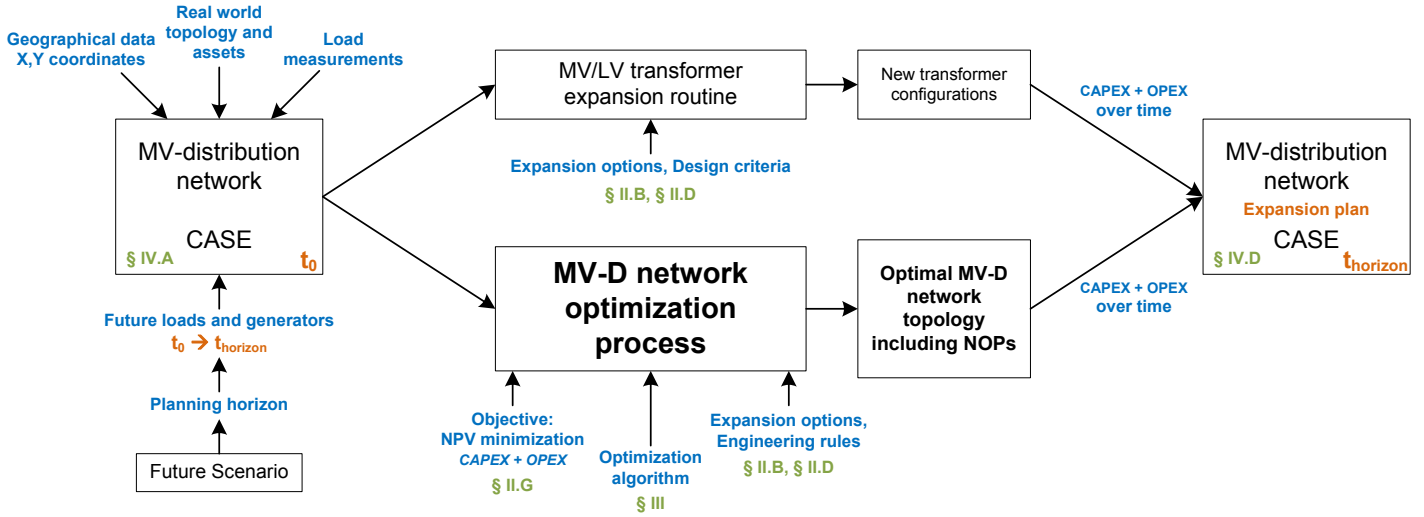 Geographical data
X,Y coordinates
Real world
topology and
assets
Load
measurements
MV-distribution
network
CASE
§ IV.A
t0
Future loads and generators
t0 → thorizon
Planning horizon
Future Scenario
MV/LV transformer
expansion routine
Expansion options, Design criteria
§ II.B, § II.D
New transformer
configurations
CAPEX + OPEX
over time
MV-D network
optimization
process
Objective:
NPV minimization
CAPEX + OPEX
§ II.G
Optimization
algorithm
§ III
Expansion options,
Engineering rules
§ II.B, § II.D
Optimal MV-D
network
topology
including NOPs
CAPEX + OPEX
over time
MV-distribution
network
Expansion plan
CASE
§ IV.D
thorizon